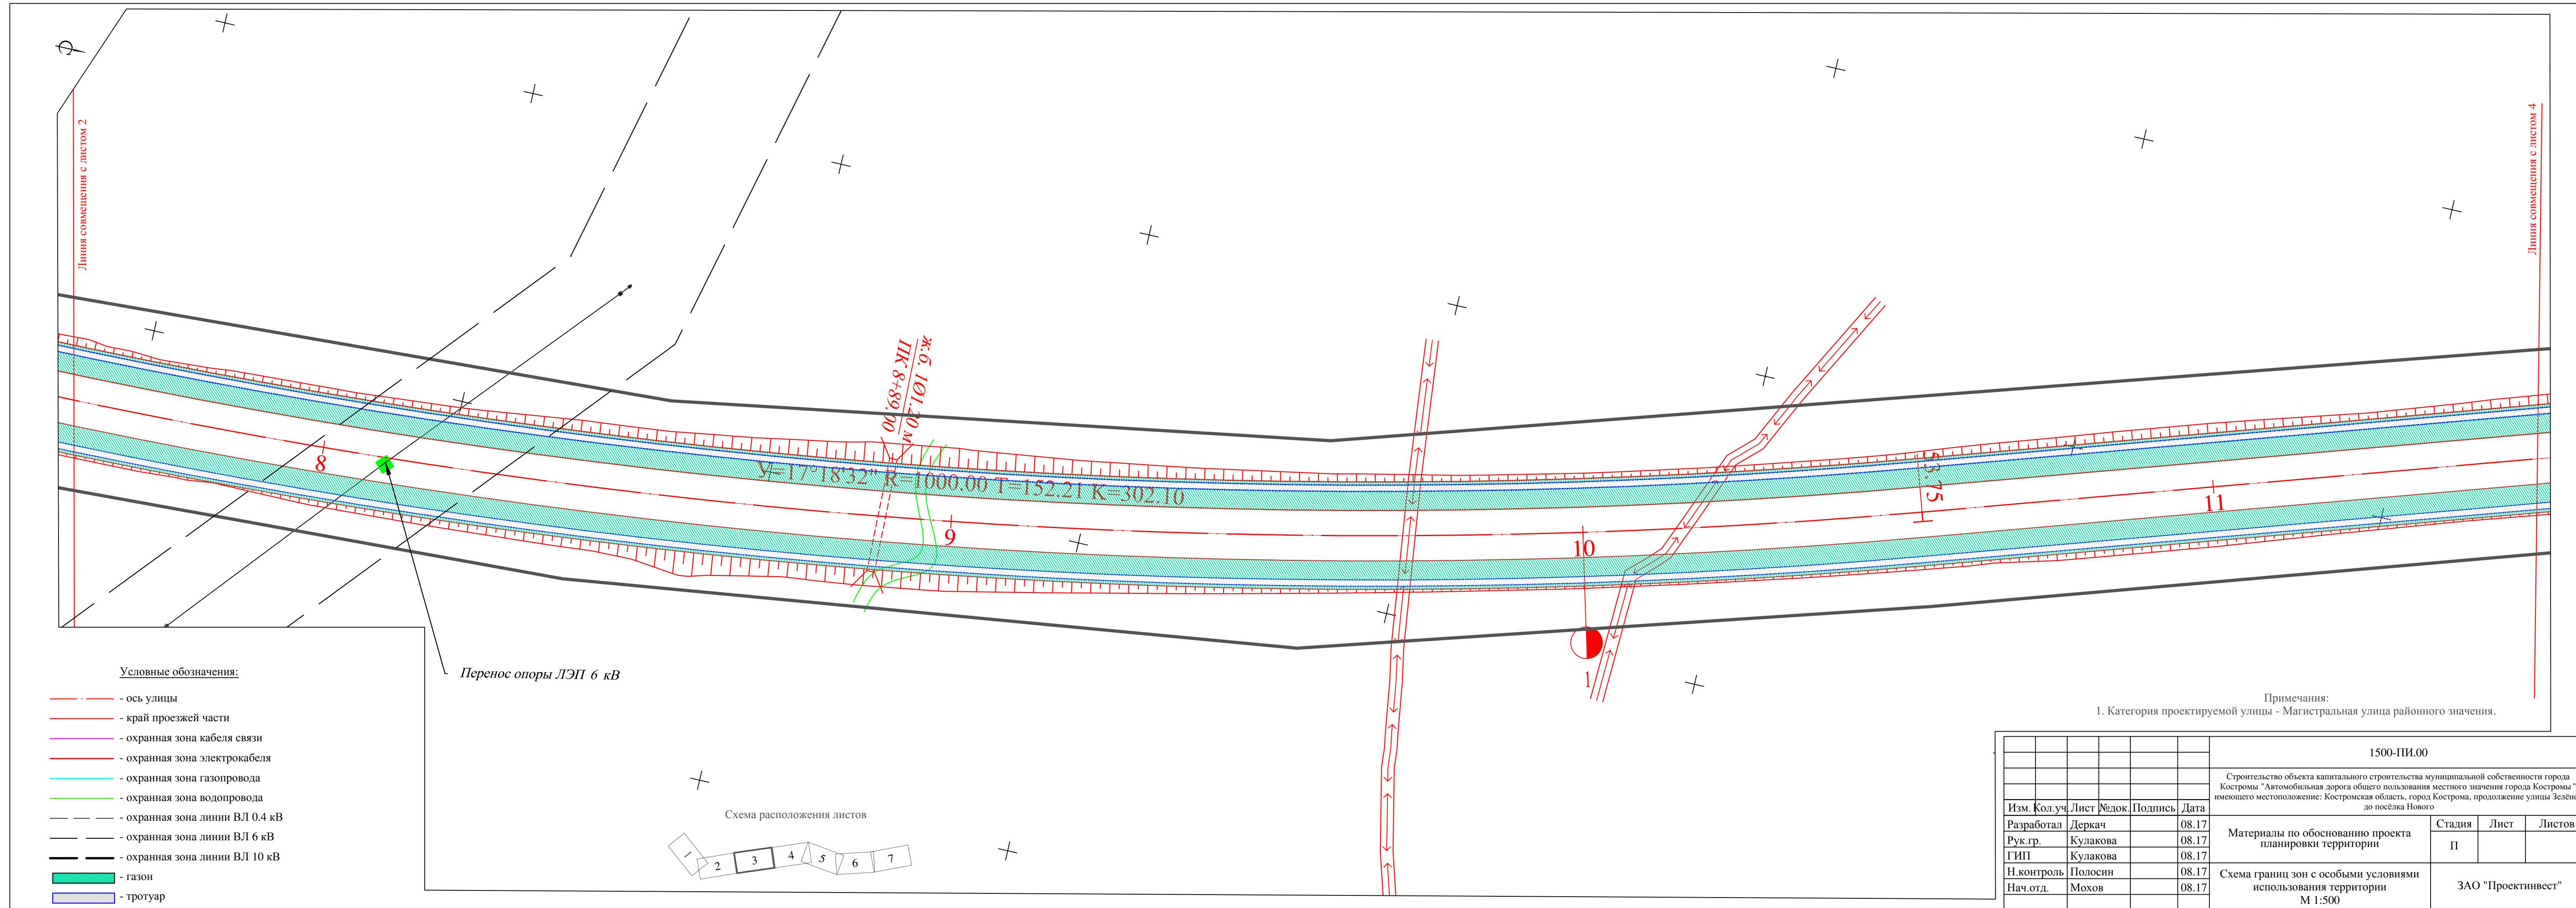 Линия совмещения с листом 2
Линия совмещения с листом 4
8
ж.б. 1Ø1.20 м
ПК 8+89.00
У=17°18'32" R=1000.00 T=152.21 K=302.10
9
10
53.75
11
1
Перенос опоры ЛЭП 6 кВ
Условные обозначения:
- ось улицы
- край проезжей части
- охранная зона кабеля связи
- охранная зона электрокабеля
- охранная зона газопровода
- охранная зона водопровода
- охранная зона линии ВЛ 0.4 кВ
- охранная зона линии ВЛ 6 кВ
- охранная зона линии ВЛ 10 кВ
- газон
- тротуар
Схема расположения листов
1 2 3 4 5 6 7
Примечания:
1. Категория проектируемой улицы - Магистральная улица районного значения.
1500-ПИ.00
Строительство объекта капитального строительства муниципальной собственности города
Костромы "Автомобильная дорога общего пользования местного значения города Костромы"
имеющего местоположение: Костромская область, город Кострома, продолжение улицы
до посёлка Нового
Изм. Кол.уч. Лист №док. Подпись Дата
Разработал Деркач 08.17
Рук.гр. Кулакова 08.17
ГИП Кулакова 08.17
Н.контроль Полосин 08.17
Нач.отд. Мохов 08.17
Материалы по обоснованию проекта
планировки территории
Стадия Лист Листов
П
Схема границ зон с особыми условиями
использования территории
М 1:500
ЗАО "Проектинвест"